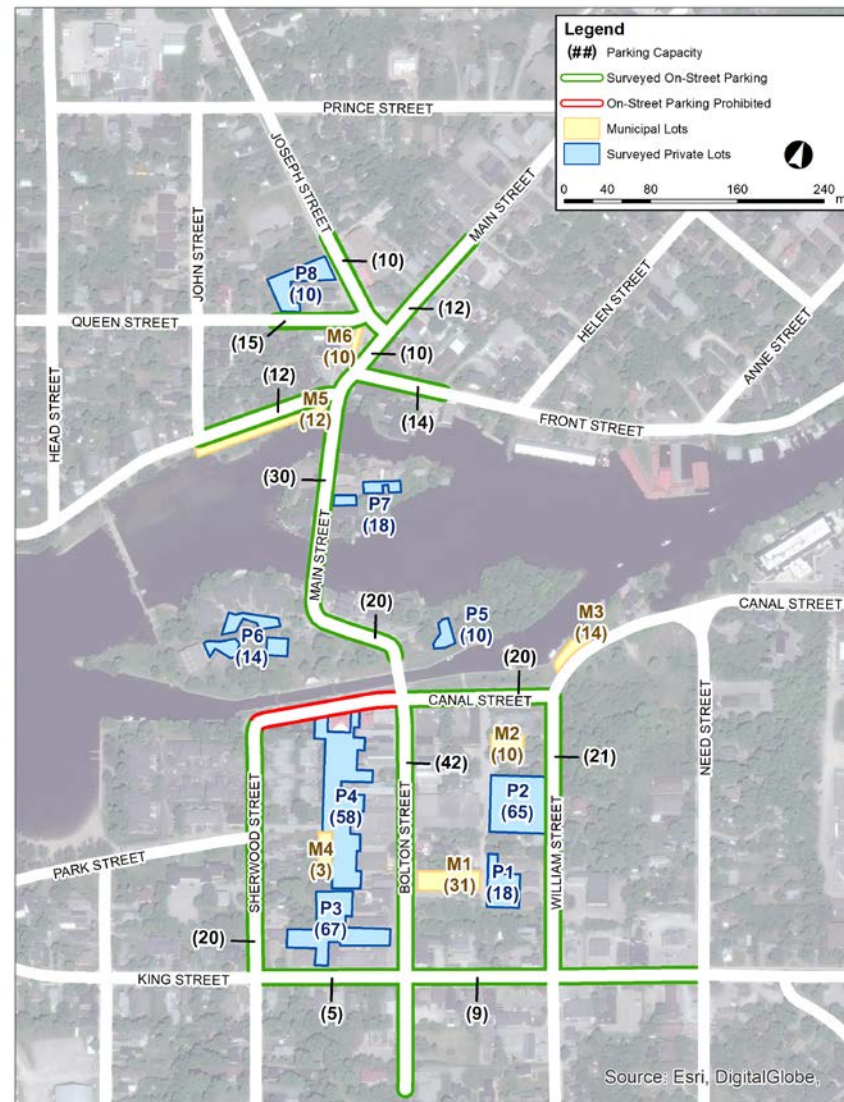 Legend
(##) Parking Capacity
Surveyed On-Street Parking
On-Street Parking Prohibited
Municipal Lots
Surveyed Private Lots
0 40 80 160 240
m
PRINCE STREET
JOSEPH STREET
MAIN STREET
JOHN STREET
HELEN STREET
ANNE STREET
HEAD STREET
P8
(10)
(10)
(12)
QUEEN STREET
(15)
M6
(10)
(10)
(12)
M5
(12)
(14)
FRONT STREET
(30)
P7
(18)
MAIN STREET
(20)
P5
(10)
M3
(14)
CANAL STREET
P6
(14)
(20)
CANAL STREET
M2
(10)
(42)
(21)
NEED STREET
P4
(58)
P2
(65)
SHERWOOD STREET
BOLTON STREET
WILLIAM STREET
PARK STREET
M4
(3)
M1
(31)
P1
(18)
P3
(67)
(20)
KING STREET
(5)
(9)
Source: Esri, DigitalGlobe,